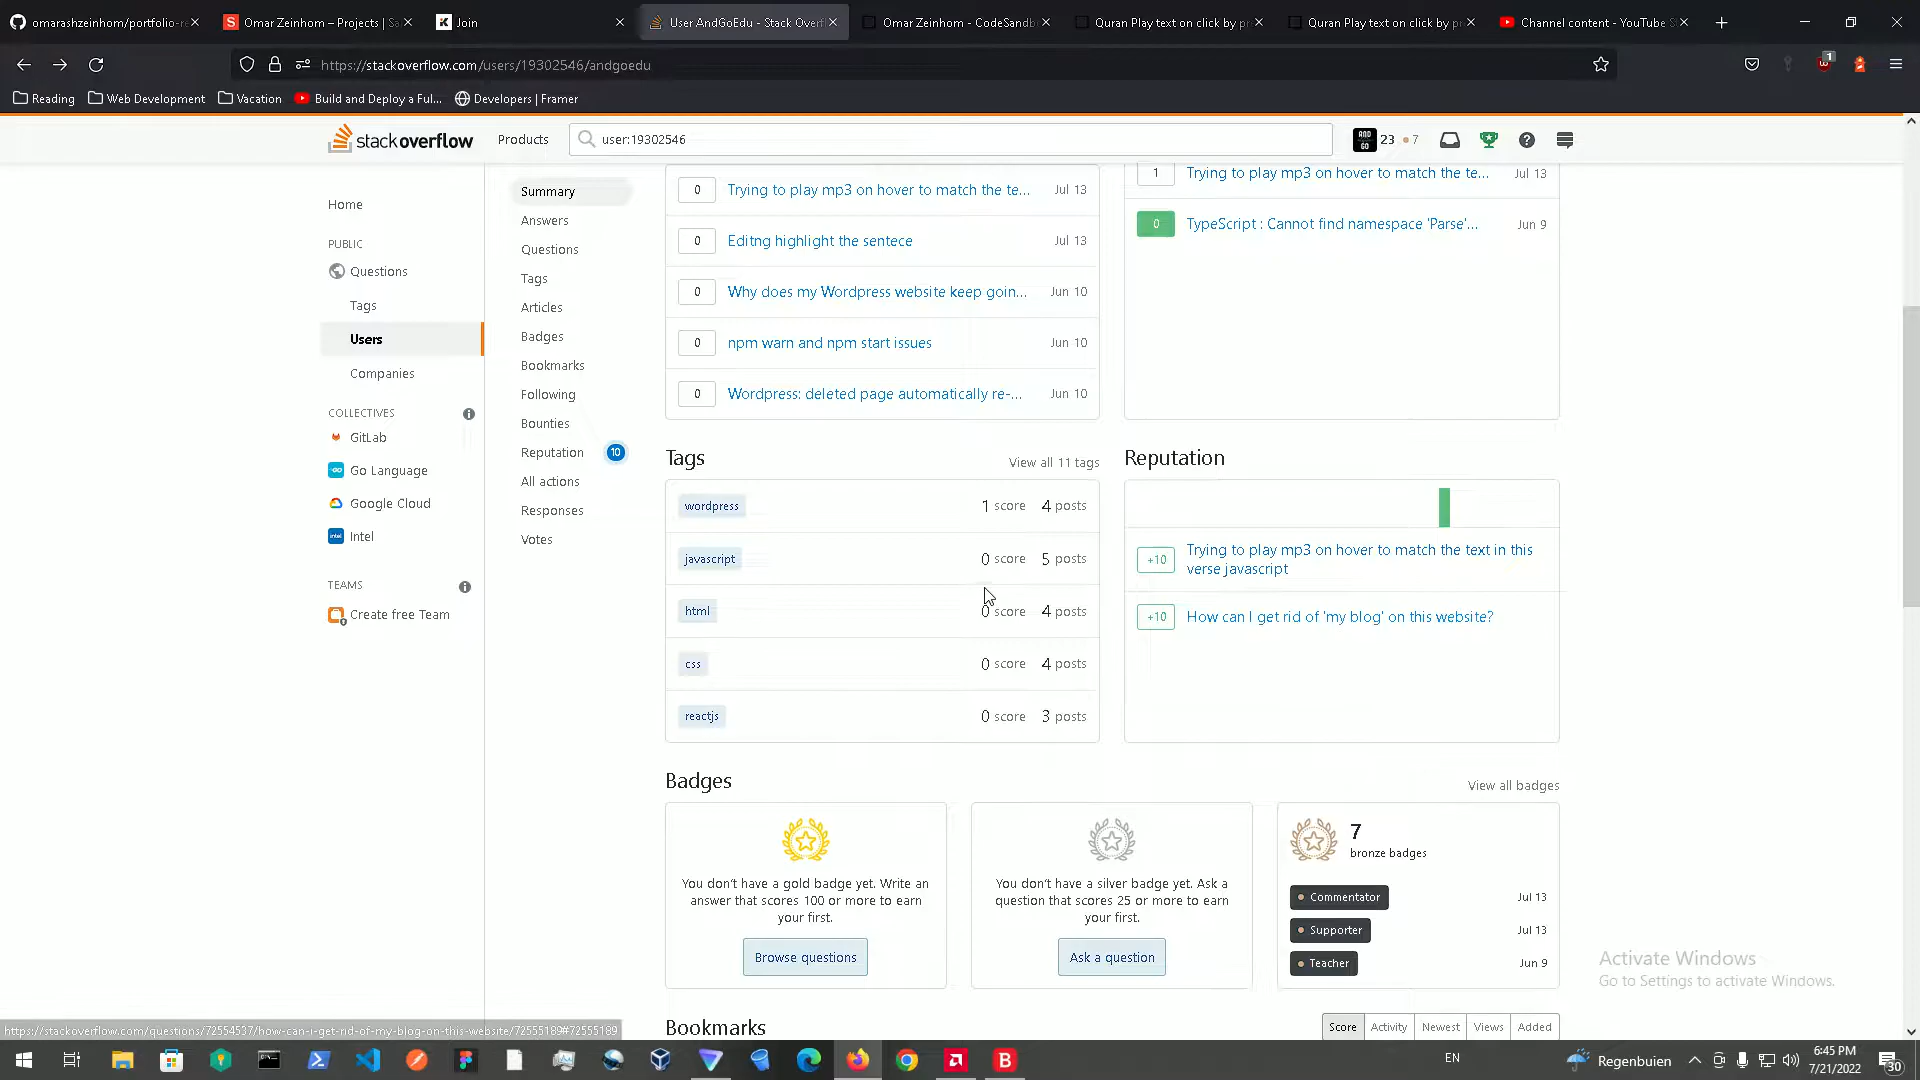 omarashzeinhom/portfolio-re
Omar Zeinhom – Projects | Sa
Join
User AndGoEdu - Stack Overf
Omar Zeinhom - CodeSandb
Quran Play text on click by pr
Quran Play text on click by pr
Channel content - YouTube S
https://stackoverflow.com/users/19302546/andgoedu
1
Reading
Web Development
Vacation
Build and Deploy a Ful...
Developers | Framer
stackoverflow
Products
user:19302546
AND GO
23
7
Home
PUBLIC
Questions
Tags
Users
Companies
COLLECTIVES
GitLab
Go Language
Google Cloud
Intel
TEAMS
Create free Team
Summary
Answers
Questions
Tags
Articles
Badges
Bookmarks
Following
Bounties
Reputation 10
All actions
Responses
Votes
0 Trying to play mp3 on hover to match the te... Jul 13
0 Editng highlight the sentece Jul 13
0 Why does my Wordpress website keep goin... Jun 10
0 npm warn and npm start issues Jun 10
0 Wordpress: deleted page automatically re-... Jun 10
1 Trying to play mp3 on hover to match the te... Jul 13
0 TypeScript : Cannot find namespace 'Parse'... Jun 9
Tags
View all 11 tags
wordpress 1 score 4 posts
javascript 0 score 5 posts
html 0 score 4 posts
css 0 score 4 posts
reactjs 0 score 3 posts
Reputation
+10 Trying to play mp3 on hover to match the text in this
verse javascript
+10 How can I get rid of 'my blog' on this website?
Badges
View all badges
You don't have a gold badge yet. Write an
answer that scores 100 or more to earn
your first.
Browse questions
You don't have a silver badge yet. Ask a
question that scores 25 or more to earn
your first.
Ask a question
7
bronze badges
Commentator Jul 13
Supporter Jul 13
Teacher Jun 9
Bookmarks
Score Activity Newest Views Added
Activate Windows
Go to Settings to activate Windows.
https://stackoverflow.com/questions/72554537/how-can-i-get-rid-of-my-blog-on-this-website/72555189#72555189
EN
Regenbuien
6:45 PM
7/21/2022
30